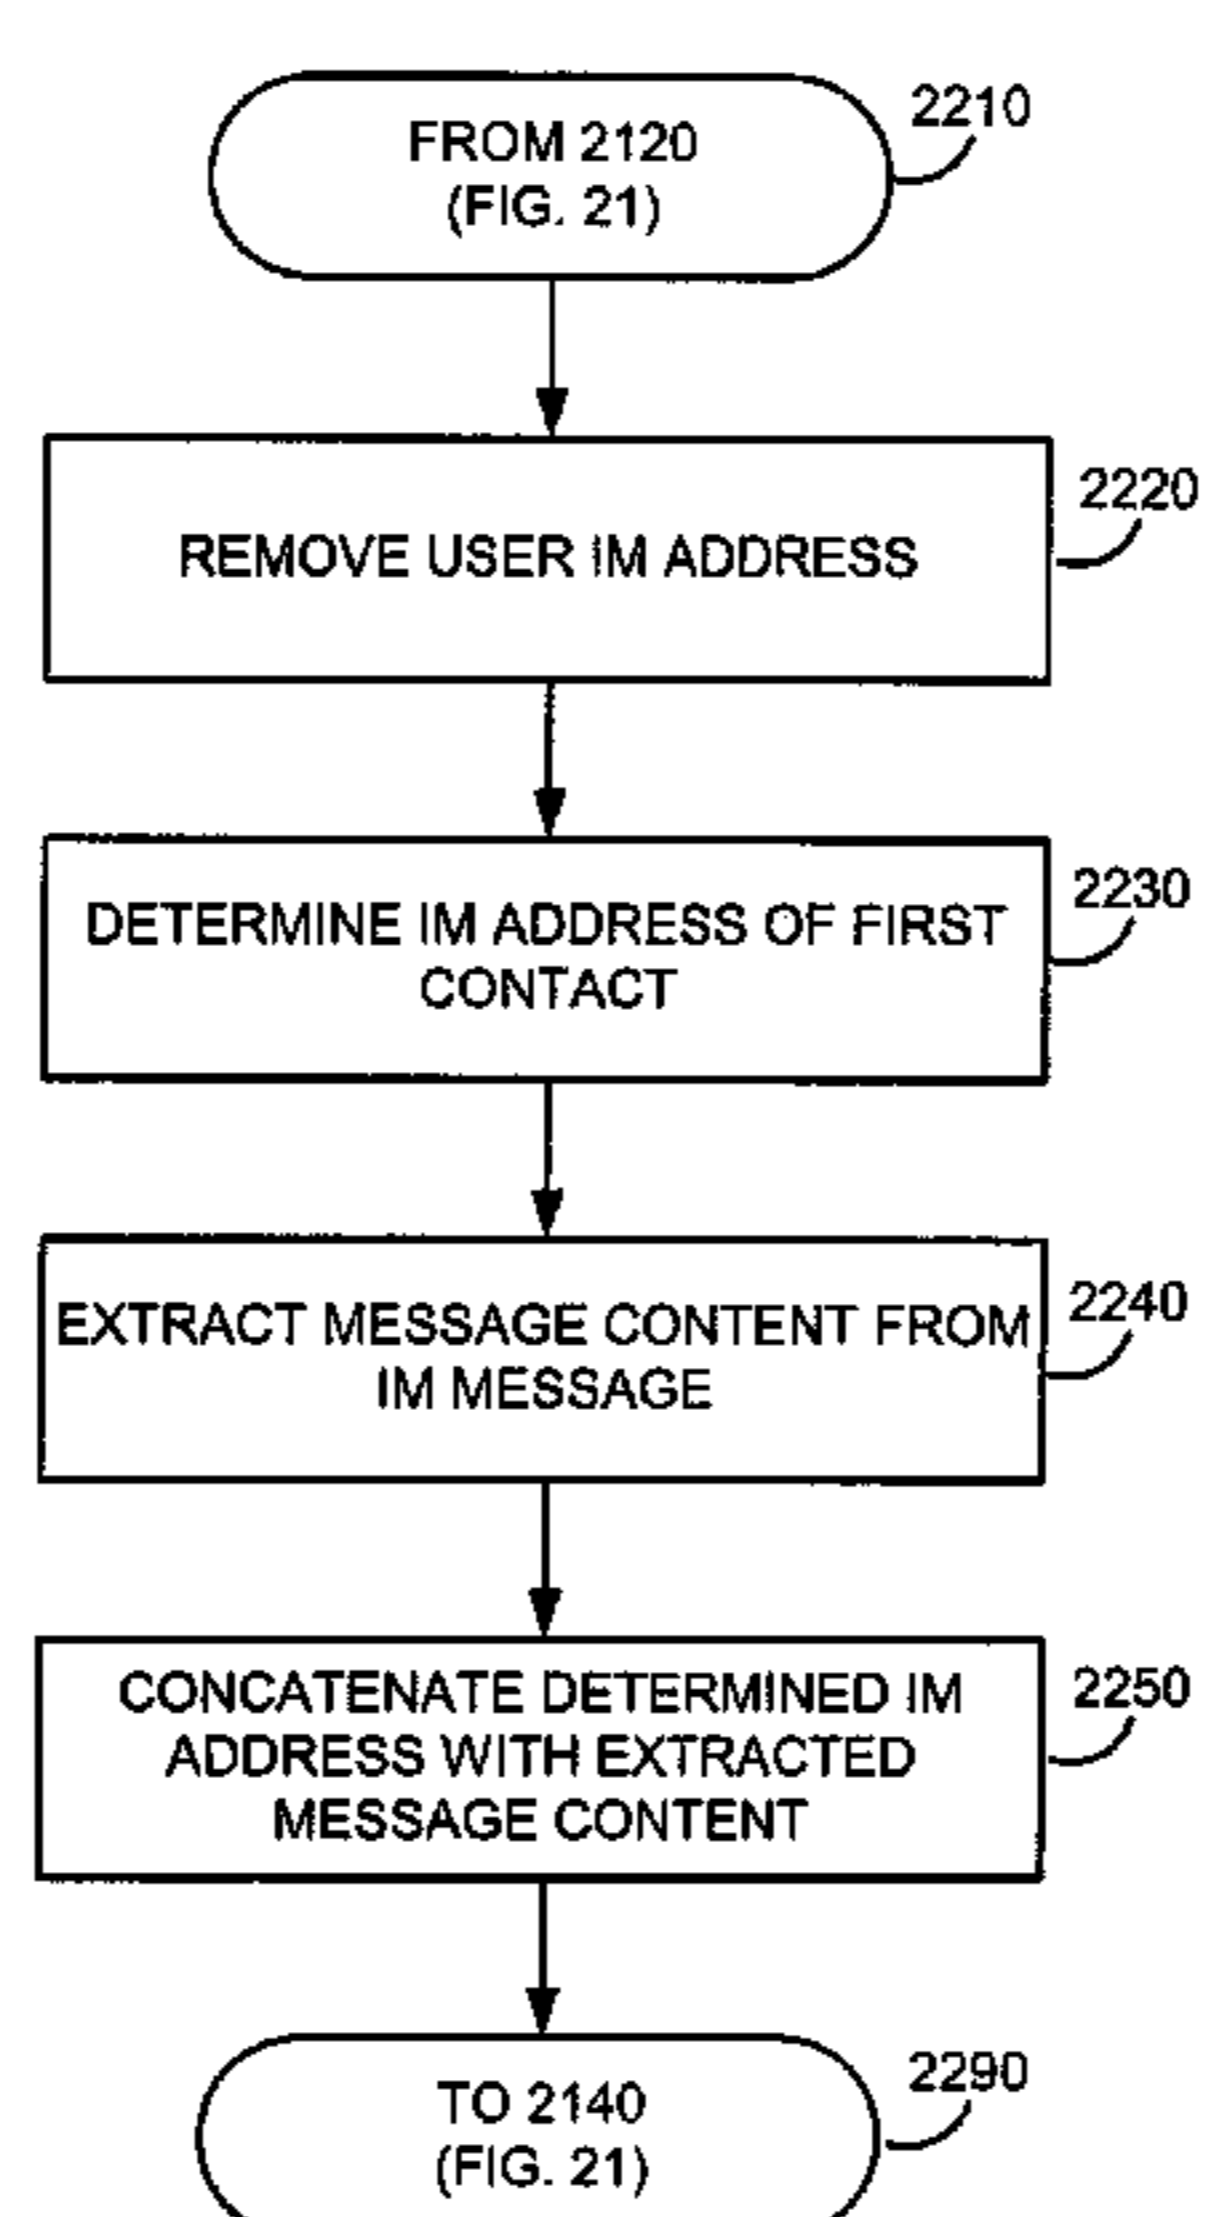 FROM 2120
(FIG. 21)
2210
REMOVE USER IM ADDRESS
2220
DETERMINE IM ADDRESS OF FIRST
CONTACT
2230
EXTRACT MESSAGE CONTENT FROM
IM MESSAGE
2240
CONCATENATE DETERMINED IM
ADDRESS WITH EXTRACTED
MESSAGE CONTENT
2250
TO 2140
(FIG. 21)
2290